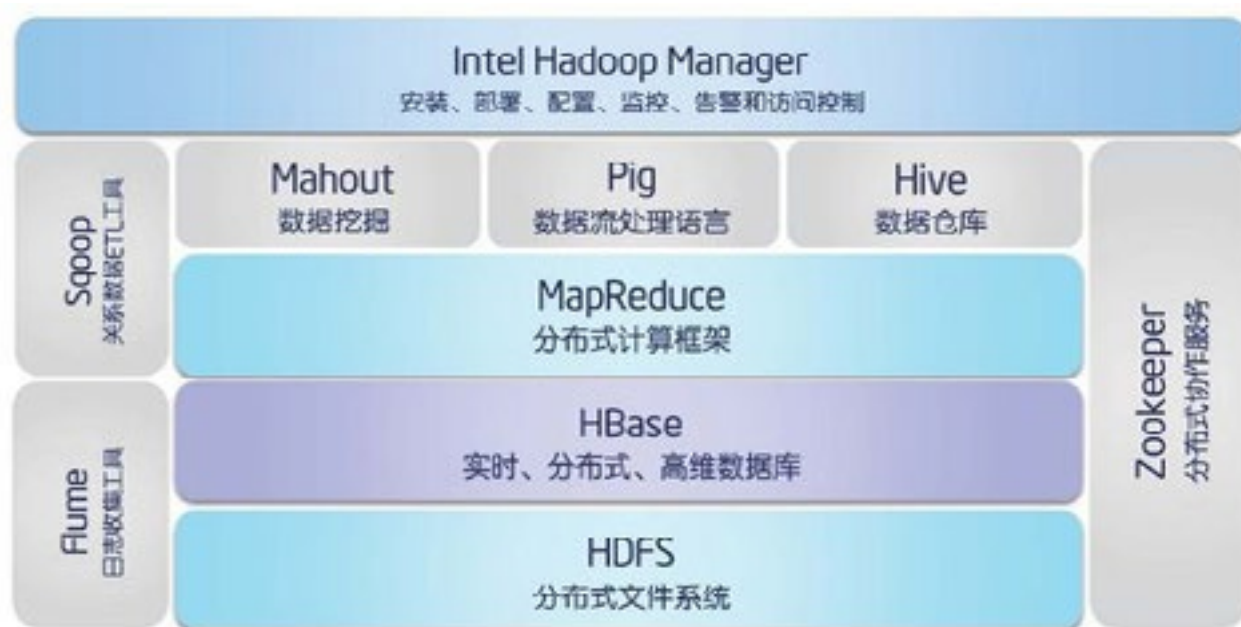 Intel Hadoop Manager
安装、部署、配置、监控、告警和访问控制
Sqoop
关系数据ETL工具
Mahout
数据挖掘
Pig
数据流处理语言
Hive
数据仓库
MapReduce
分布式计算框架
Zookeeper
分布式协作服务
Flume
日志收集工具
HBase
实时、分布式、高维数据库
HDFS
分布式文件系统